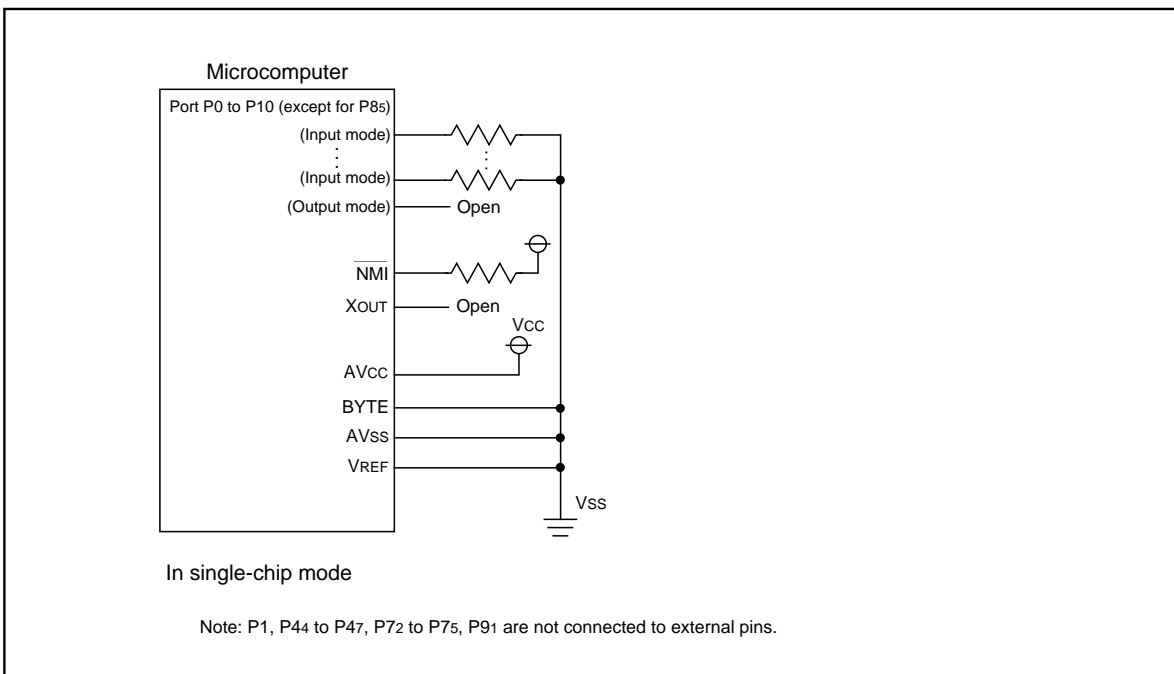 Microcomputer
Port P0 to P10 (except for P85)
(Input mode)
(Input mode)
(Output mode) Open
NMI
XOUT Open
VCC
AVCC
BYTE
AVSS
VREF
VSS
In single-chip mode
Note: P1, P44 to P47, P72 to P75, P91 are not connected to external pins.